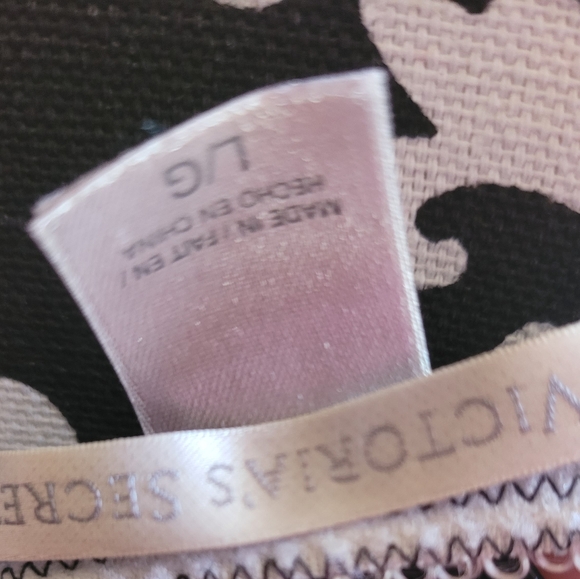 VICTORIA'S SECRE
MADE IN / FAIT EN /
HECHO EN CHINA
L/G